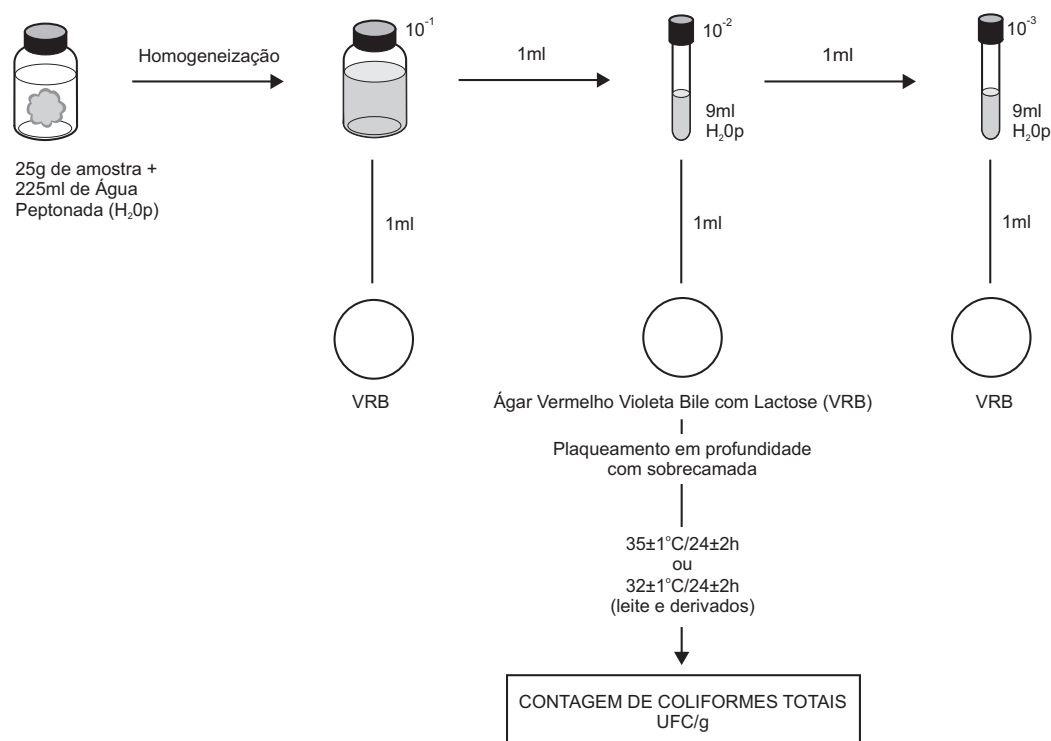 Homogeneização
10⁻¹
1ml
10⁻²
1ml
10⁻³
9ml
H₂0p
9ml
H₂0p
25g de amostra +
225ml de Água
Peptonada (H₂0p)
1ml
1ml
1ml
VRB
Ágar Vermelho Violeta Bile com Lactose (VRB)
VRB
Plaqueamento em profundidade
com sobrecamada
35±1°C/24±2h
ou
32±1°C/24±2h
(leite e derivados)
CONTAGEM DE COLIFORMES TOTAIS
UFC/g